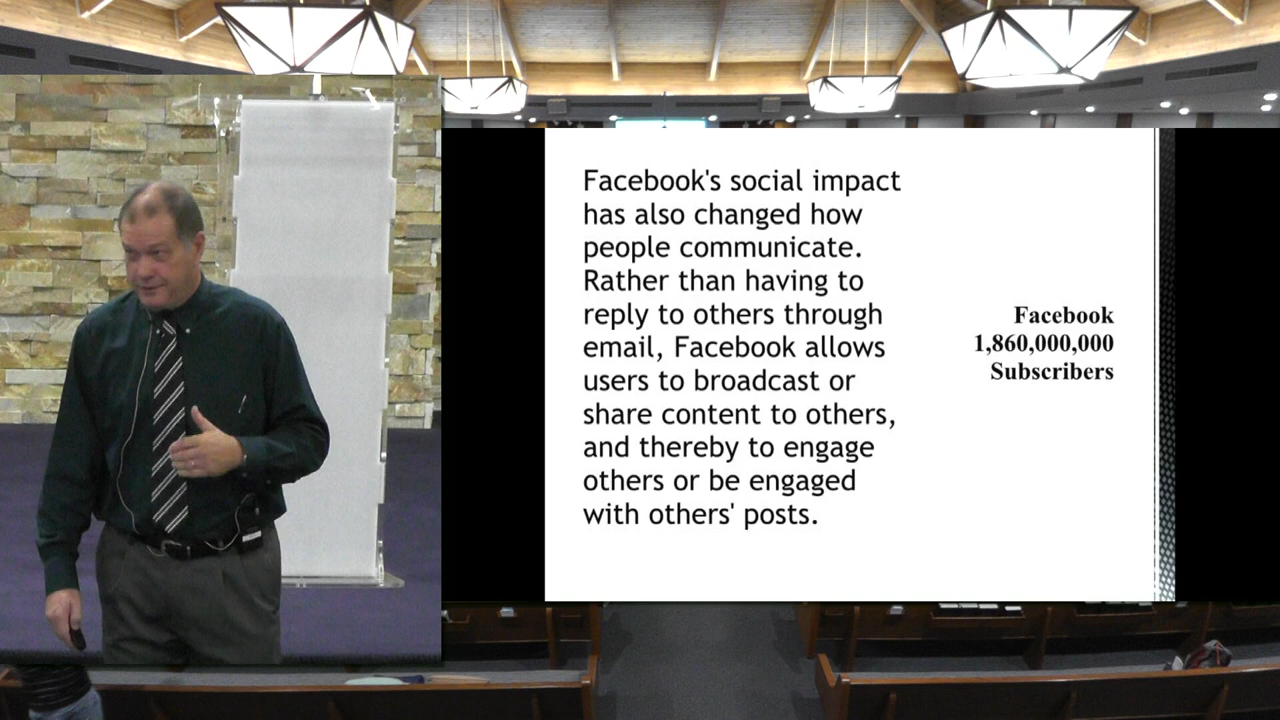 Facebook's social impact
has also changed how
people communicate.
Rather than having to
reply to others through
email, Facebook allows
users to broadcast or
share content to others,
and thereby to engage
others or be engaged
with others' posts.
Facebook
1,860,000,000
Subscribers